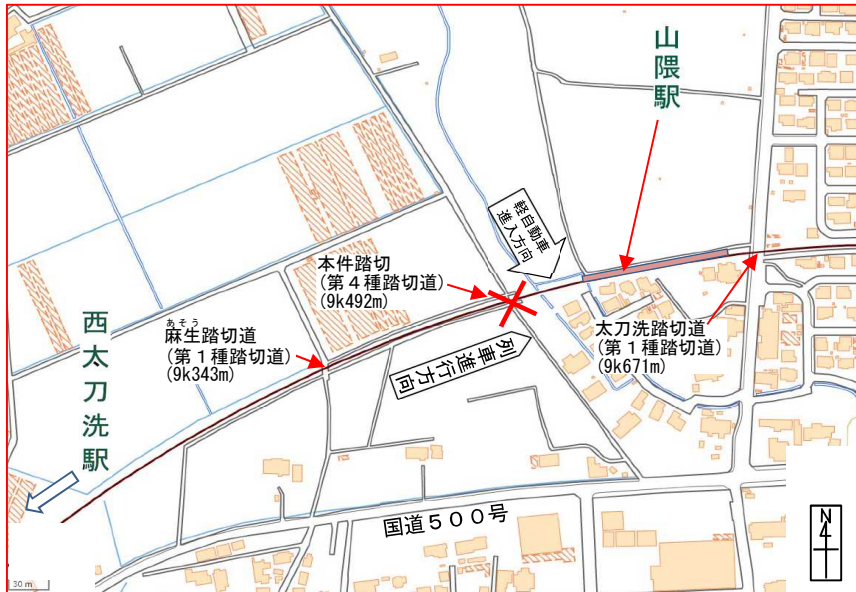 山隈駅
軽自動車
進入方向
本件踏切
(第4種踏切道)
(9k492m)
あそう
麻生踏切道
(第1種踏切道)
(9k343m)
太刀洗踏切道
(第1種踏切道)
(9k671m)
列車進行方向
西太刀洗駅
国道500号
N
30 m